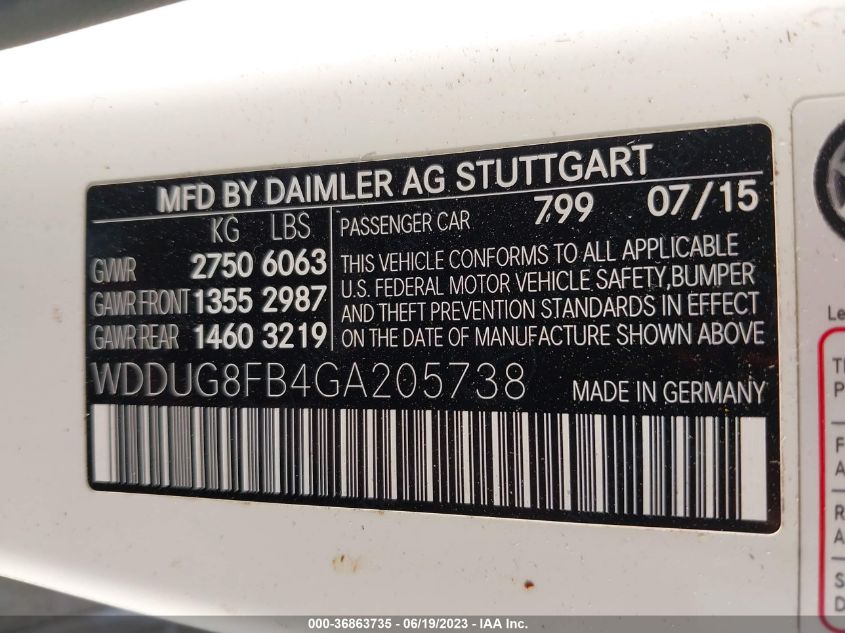 MFD BY DAIMLER AG STUTTGART
KG LBS
GVWR 2750 6063
GAWR FRONT 1355 2987
GAWR REAR 1460 3219
PASSENGER CAR 799 07/15
THIS VEHICLE CONFORMS TO ALL APPLICABLE
U.S. FEDERAL MOTOR VEHICLE SAFETY,BUMPER
AND THEFT PREVENTION STANDARDS IN EFFECT
ON THE DATE OF MANUFACTURE SHOWN ABOVE
WDDUG8FB4GA205738 MADE IN GERMANY
000-36863735 - 06/19/2023 - IAA Inc.